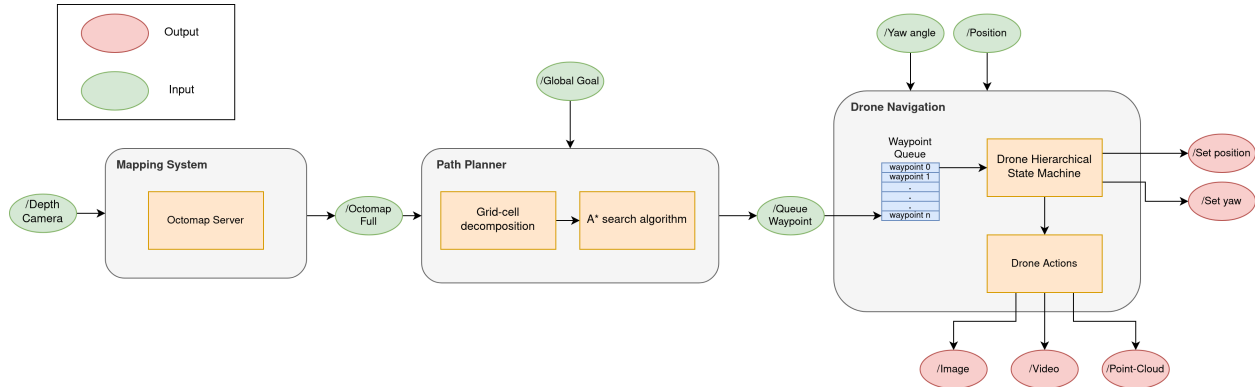 Output
Input
/Yaw angle
/Position
/Global Goal
Drone Navigation
Mapping System
Path Planner
Waypoint
Queue
waypoint 0
waypoint 1
.
.
.
waypoint n
Drone Hierarchical
State Machine
/Set position
/Set yaw
/Depth
Camera
Octomap Server
/Octomap
Full
Grid-cell
decomposition
A* search algorithm
/Queue
Waypoint
Drone Actions
/Image
/Video
/Point-Cloud